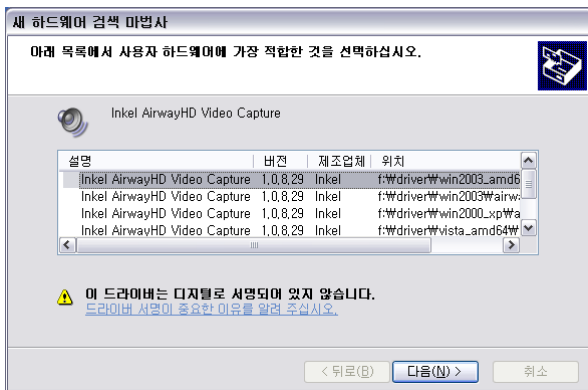 새 하드웨어 검색 마법사
아래 목록에서 사용자 하드웨어에 가장 적합한 것을 선택하십시오.
Inkel AirwayHD Video Capture
설명 버전 제조업체 위치
Inkel AirwayHD Video Capture 1,0,8,29 Inkel f:₩driver₩win2003_amd6
Inkel AirwayHD Video Capture 1,0,8,29 Inkel f:₩driver₩win2003₩airwa
Inkel AirwayHD Video Capture 1,0,8,29 Inkel f:₩driver₩win2000_xp₩a
Inkel AirwayHD Video Capture 1,0,8,29 Inkel f:₩driver₩vista_amd64₩
이 드라이버는 디지털로 서명되어 있지 않습니다.
드라이버 서명이 중요한 이유를 알려 주십시오.
< 뒤로(B) 다음(N) > 취소